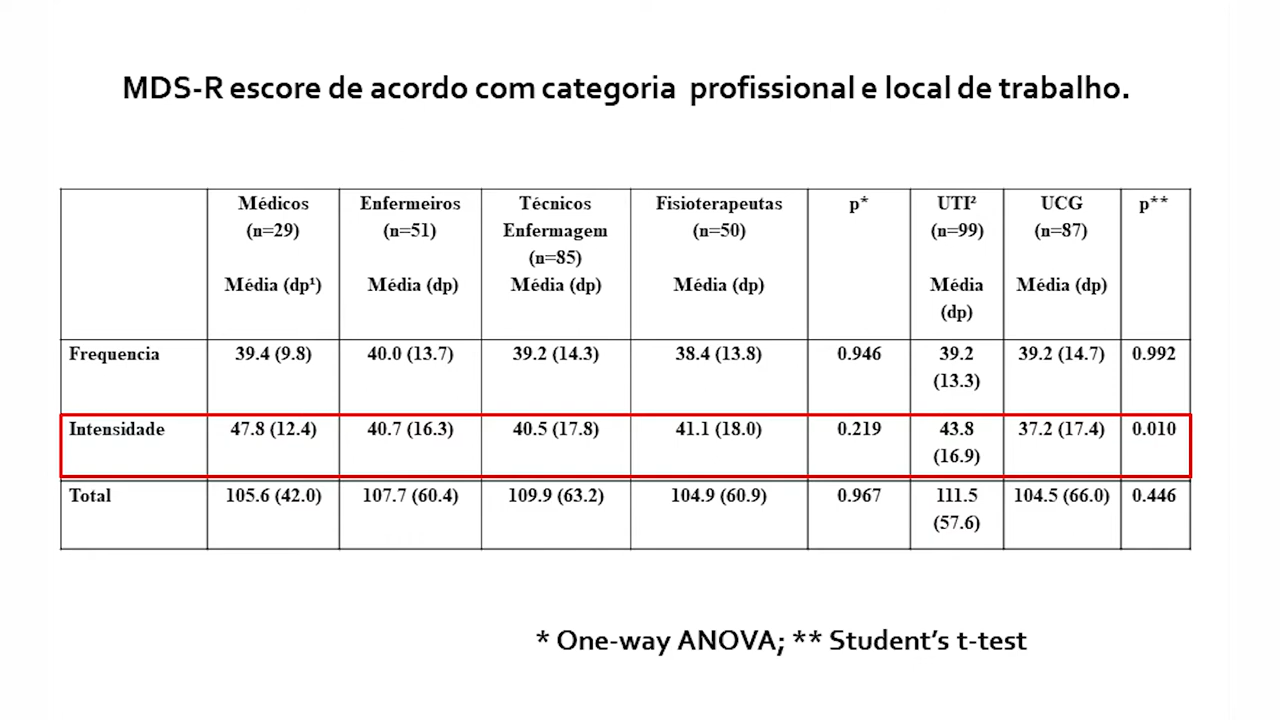 MDS-R escore de acordo com categoria profissional e local de trabalho.
Médicos (n=29) Média (dp¹) Enfermeiros (n=51) Média (dp) Técnicos Enfermagem (n=85) Média (dp) Fisioterapeutas (n=50) Média (dp) p* UTI² (n=99) Média (dp) UCG (n=87) Média (dp) p**
Frequencia 39.4 (9.8) 40.0 (13.7) 39.2 (14.3) 38.4 (13.8) 0.946 39.2 (13.3) 39.2 (14.7) 0.992
Intensidade 47.8 (12.4) 40.7 (16.3) 40.5 (17.8) 41.1 (18.0) 0.219 43.8 (16.9) 37.2 (17.4) 0.010
Total 105.6 (42.0) 107.7 (60.4) 109.9 (63.2) 104.9 (60.9) 0.967 111.5 (57.6) 104.5 (66.0) 0.446
* One-way ANOVA; ** Student’s t-test